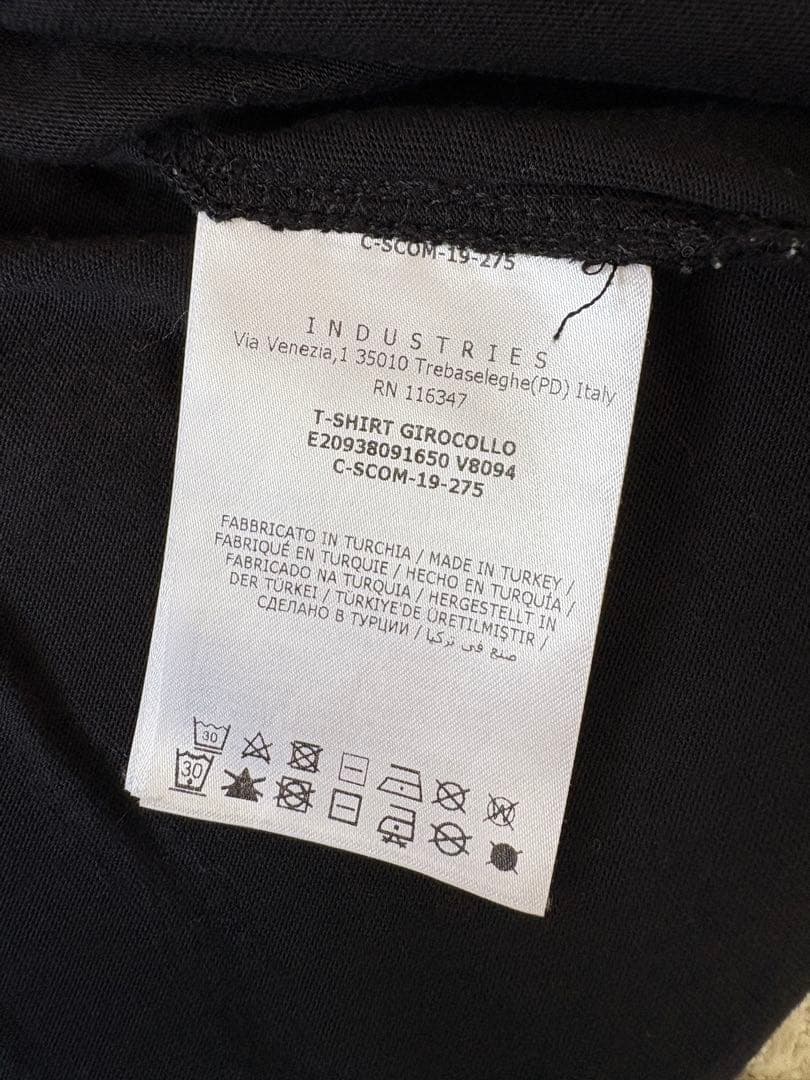 C-SCOM-19-275
INDUSTRIES
Via Venezia,1 35010 Trebaseleghe(PD) Italy
RN 116347
T-SHIRT GIROCOLLO
E20938091650 V8094
C-SCOM-19-275
FABBRICATO IN TURCHIA / MADE IN TURKEY /
FABRIQUÉ EN TURQUIE / HECHO EN TURQUÍA /
FABRICADO NA TURQUIA / HERGESTELLT IN
DER TÜRKEI / TÜRKİYE'DE ÜRETILMIŞTIR /
СДЕЛАНО В ТУРЦИИ / صنع في تركيا
30 W
30